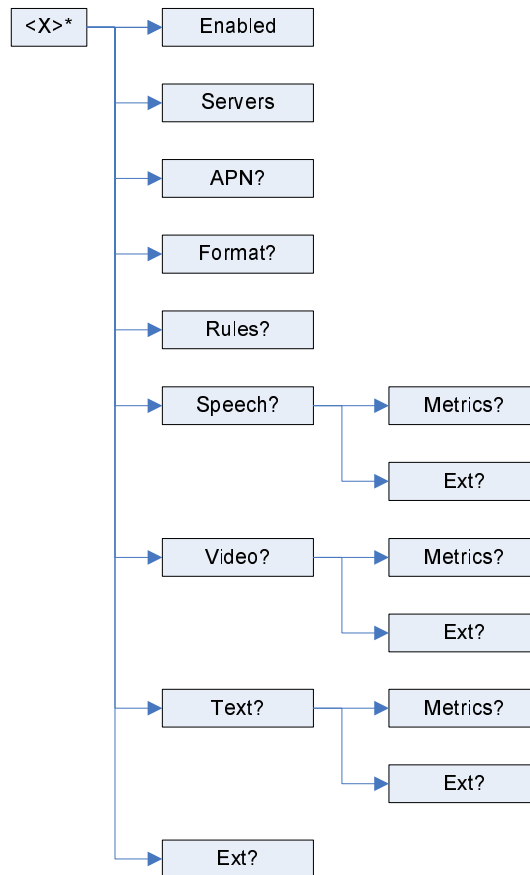 <X>*
Enabled
Servers
APN?
Format?
Rules?
Speech?
Metrics?
Ext?
Video?
Metrics?
Ext?
Text?
Metrics?
Ext?
Ext?